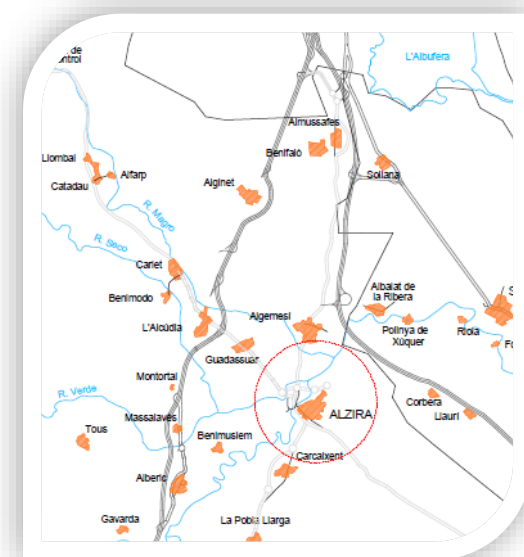 L'Albufera
Almussafes
Benifaió
Sollana
Llombai
Alfarp
Catadau
Alginet
R. Magro
R. Seco
Carlet
Benimodo
L'Alcúdia
Algemesí
Albalat de
la Ribera
Polinya de
Xúquer
Riola
Guadassuar
Montortal
R. Verde
Massalavés
Tous
Benimuslem
ALZIRA
Corbera
Llaurí
Carcaixent
Alberic
Gavarda
La Pobla Llarga